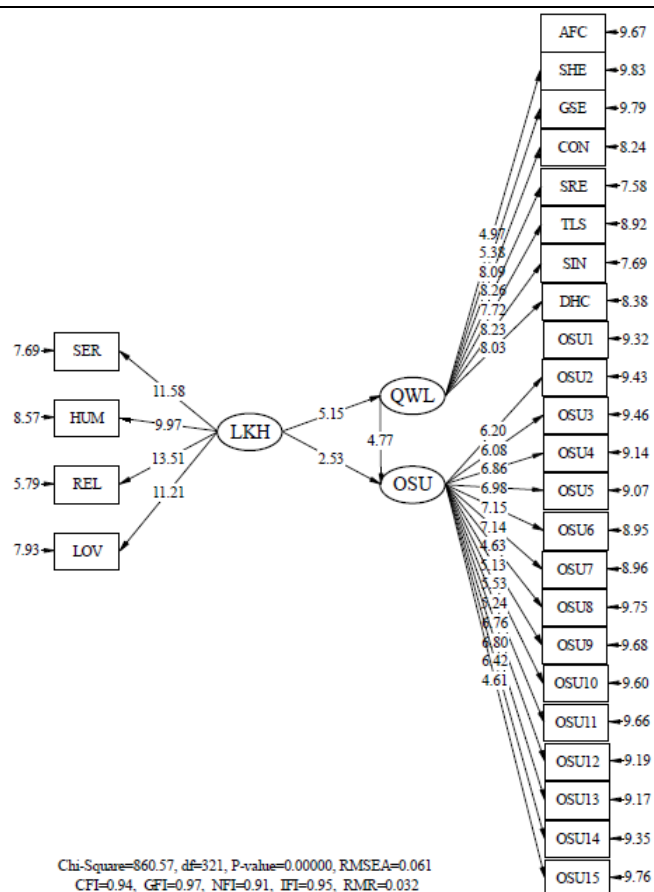 AFC 9.67
SHE 9.83
GSE 9.79
CON 8.24
SRE 7.58
TLS 8.92
SIN 7.69
DHC 8.38
OSU1 9.32
OSU2 9.43
OSU3 9.46
OSU4 9.14
OSU5 9.07
OSU6 8.95
OSU7 8.96
OSU8 9.75
OSU9 9.68
OSU10 9.60
OSU11 9.66
OSU12 9.19
OSU13 9.17
OSU14 9.35
OSU15 9.76
4.97
5.38
8.09
8.26
7.72
8.23
8.03
QWL
5.15
4.77
2.53
OSU
6.20
6.08
6.86
6.98
7.15
7.14
4.63
5.13
5.53
5.24
6.76
6.80
6.42
4.61
LKH
11.58
9.97
13.51
11.21
7.69 SER
8.57 HUM
5.79 REL
7.93 LOV
Chi-Square=860.57, df=321, P-value=0.00000, RMSEA=0.061
CFI=0.94, GFI=0.97, NFI=0.91, IFI=0.95, RMR=0.032